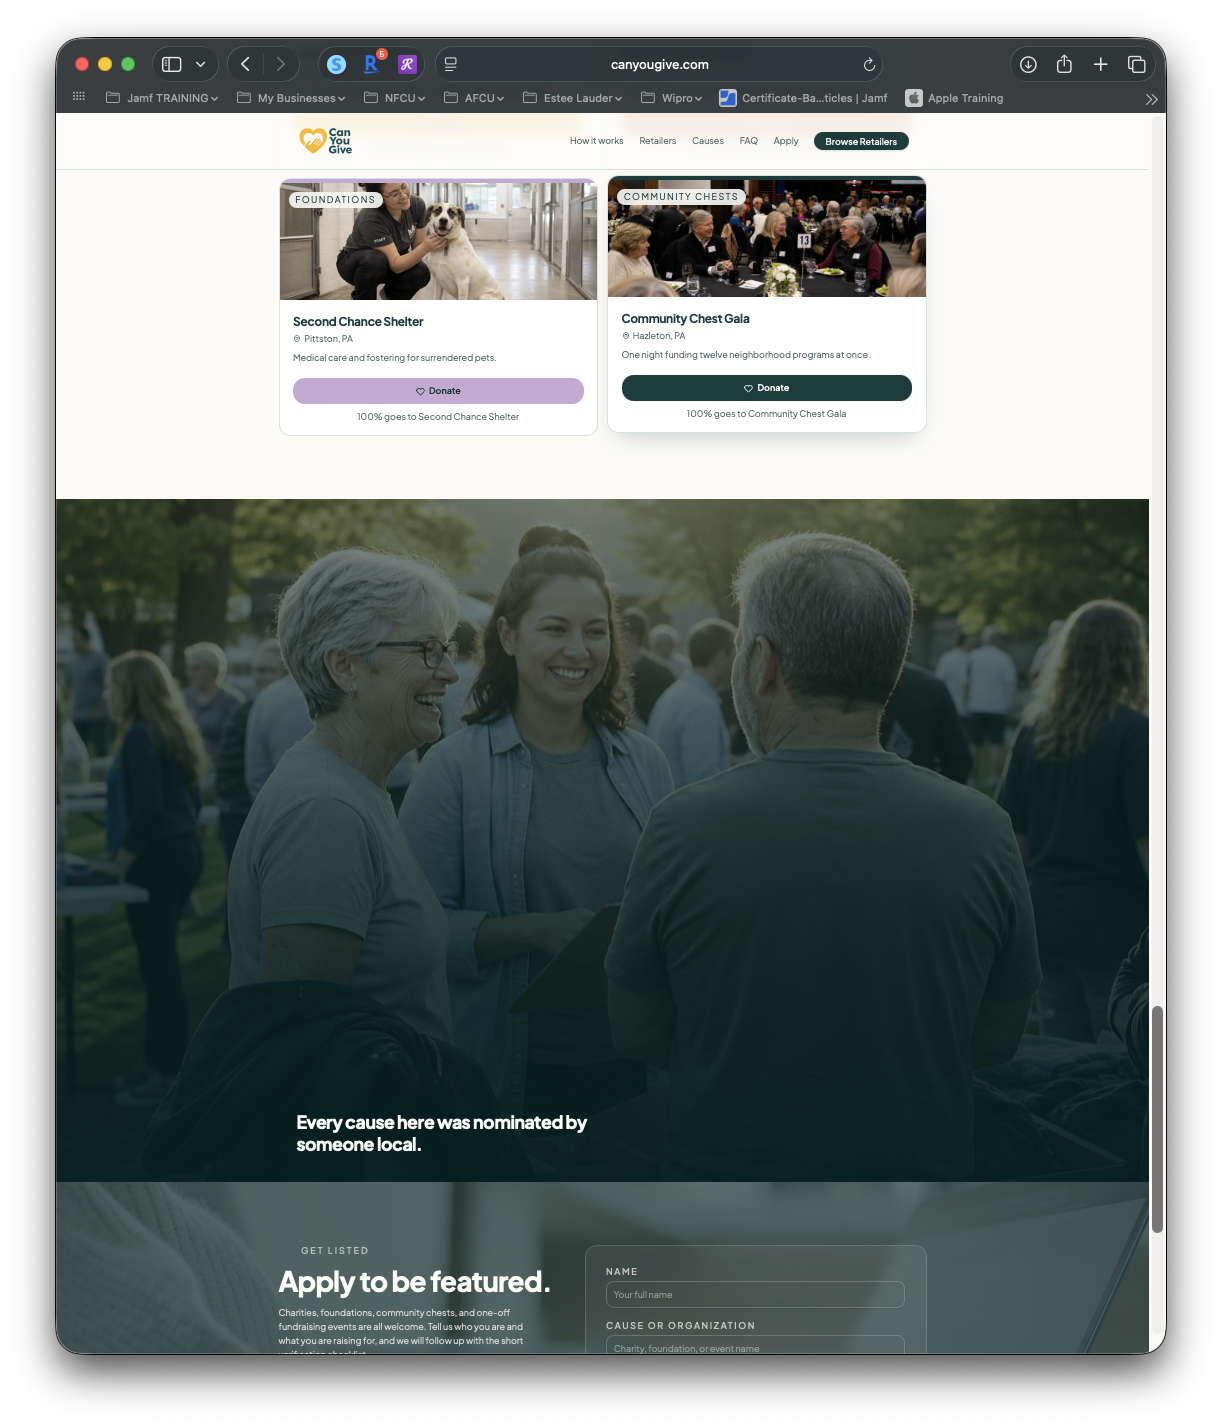 5
canyougive.com
Jamf TRAINING
My Businesses
NFCU
AFCU
Estee Lauder
Wipro
Certificate-Ba...ticles | Jamf
Apple Training
Can
You
Give
How it works
Retailers
Causes
FAQ
Apply
Browse Retailers
FOUNDATIONS
Second Chance Shelter
Pittston, PA
Medical care and fostering for surrendered pets.
Donate
100% goes to Second Chance Shelter
COMMUNITY CHESTS
13
Community Chest Gala
Hazleton, PA
One night funding twelve neighborhood programs at once.
Donate
100% goes to Community Chest Gala
Every cause here was nominated by
someone local.
GET LISTED
Apply to be featured.
Charities, foundations, community chests, and one-off
fundraising events are all welcome. Tell us who you are and
what you are raising for, and we will follow up with the short
NAME
Your full name
CAUSE OR ORGANIZATION
Charity, foundation, or event name